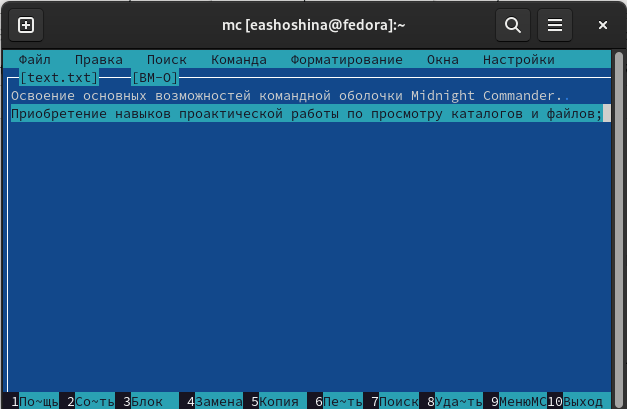 mc [eashoshina@fedora]:~
Файл Правка Поиск Команда Форматирование Окна Настройки
[text.txt] [BM-O]
Освоение основных возможностей командной оболочки Midnight Commander..
Приобретение навыков проактической работы по просмотру каталогов и файлов;
1По~щь 2Со~ть 3Блок 4Замена 5Копия 6Пе~ть 7Поиск 8Уда~ть 9МенюMC 10Выход